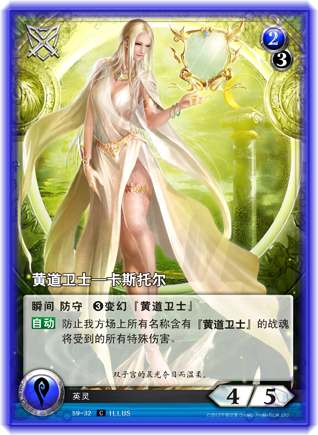 2
3
黄道卫士—卡斯托尔
瞬间 防守 ❸变幻『黄道卫士』
自动 防止我方场上所有名称含有『黄道卫士』的战魂
将受到的所有特殊伤害。
双子宫的晨光夺目而温柔。
英灵
4/5
S9-32 C ILLUS